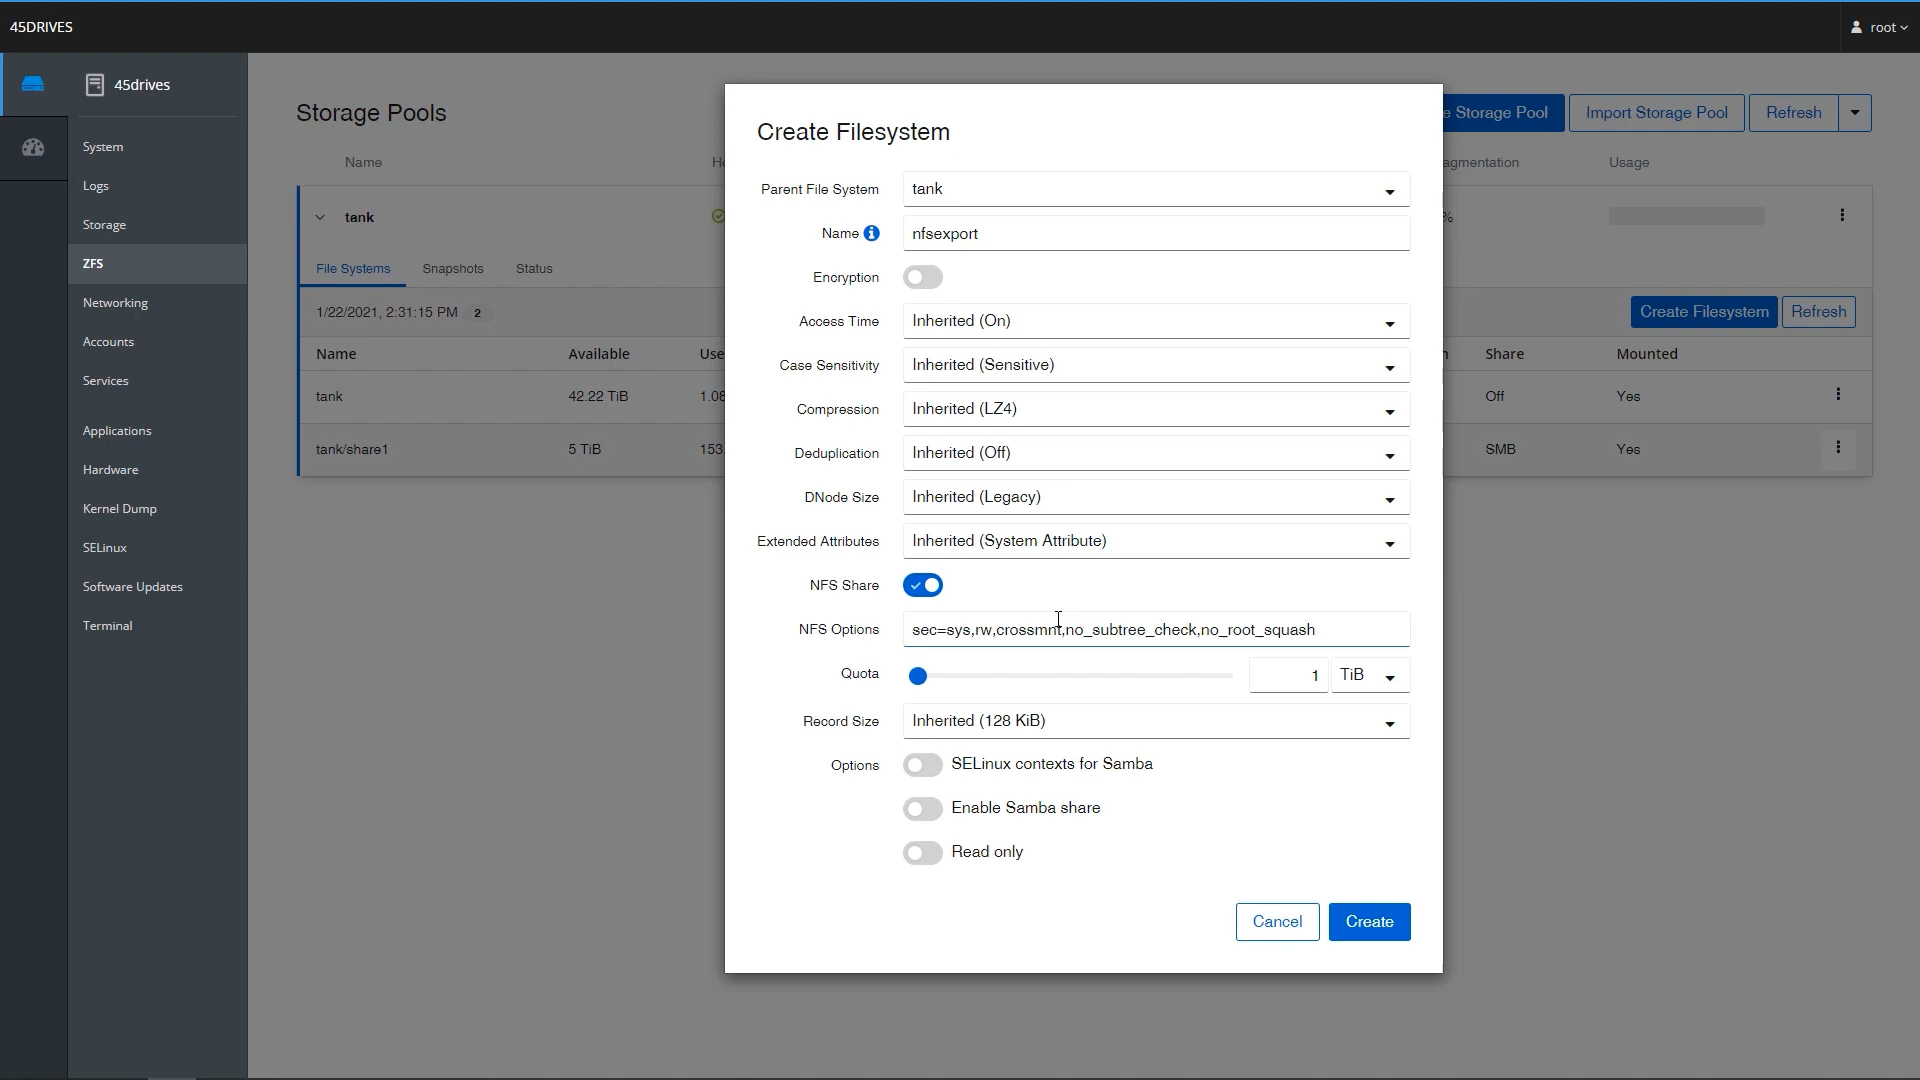 45DRIVES
root
45drives
System
Logs
Storage
ZFS
Networking
Accounts
Services
Applications
Hardware
Kernel Dump
SELinux
Software Updates
Terminal
Storage Pools
e Storage Pool
Import Storage Pool
Refresh
Name
He
agmentation
Usage
tank
%
File Systems
Snapshots
Status
1/22/2021, 2:31:15 PM 2
Create Filesystem
Refresh
Name
Available
Use
n
Share
Mounted
tank
42.22 TiB
1.08
Off
Yes
tank/share1
5 TiB
153.
SMB
Yes
Create Filesystem
Parent File System
tank
Name
nfsexport
Encryption
Access Time
Inherited (On)
Case Sensitivity
Inherited (Sensitive)
Compression
Inherited (LZ4)
Deduplication
Inherited (Off)
DNode Size
Inherited (Legacy)
Extended Attributes
Inherited (System Attribute)
NFS Share
NFS Options
sec=sys,rw,crossmnt,no_subtree_check,no_root_squash
Quota
1
TiB
Record Size
Inherited (128 KiB)
Options
SELinux contexts for Samba
Enable Samba share
Read only
Cancel
Create